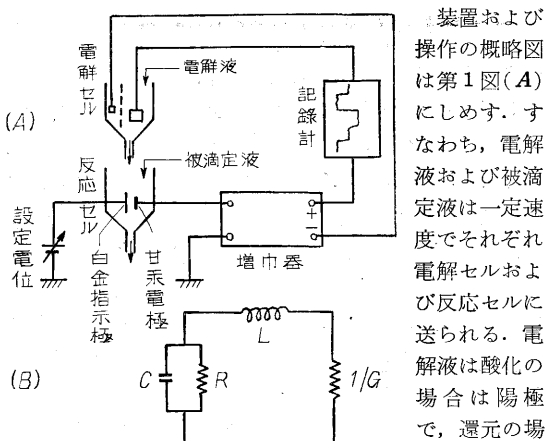 (A)
電解セル
電解液
記録計
反応セル
被滴定液
設定電位
白金指示極
甘汞電極
増巾器
+
−
(B)
C
R
L
1/G
装置および
操作の概略図
は第1図(A)
にしめす．す
なわち，電解
液および被滴
定液は一定速
度でそれぞれ
電解セルおよ
び反応セルに
送られる．電
解液は酸化の
場合は陽極
で，還元の場